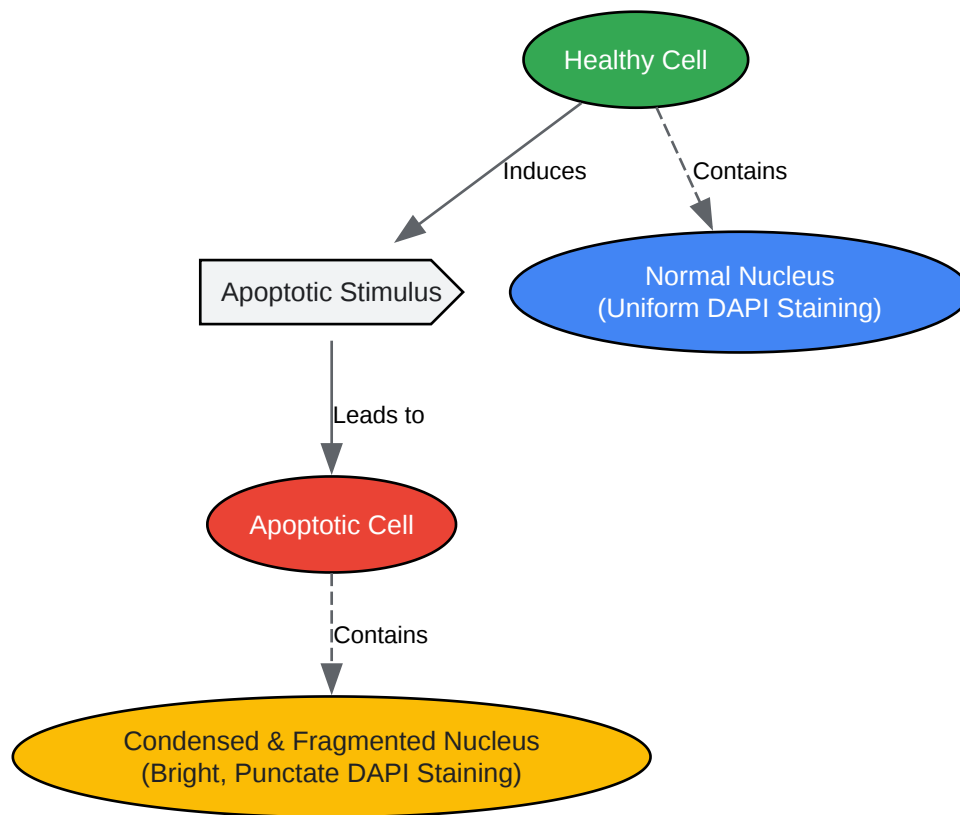 Healthy Cell
Induces
Contains
Apoptotic Stimulus
Normal Nucleus
(Uniform DAPI Staining)
Leads to
Apoptotic Cell
Contains
Condensed & Fragmented Nucleus
(Bright, Punctate DAPI Staining)